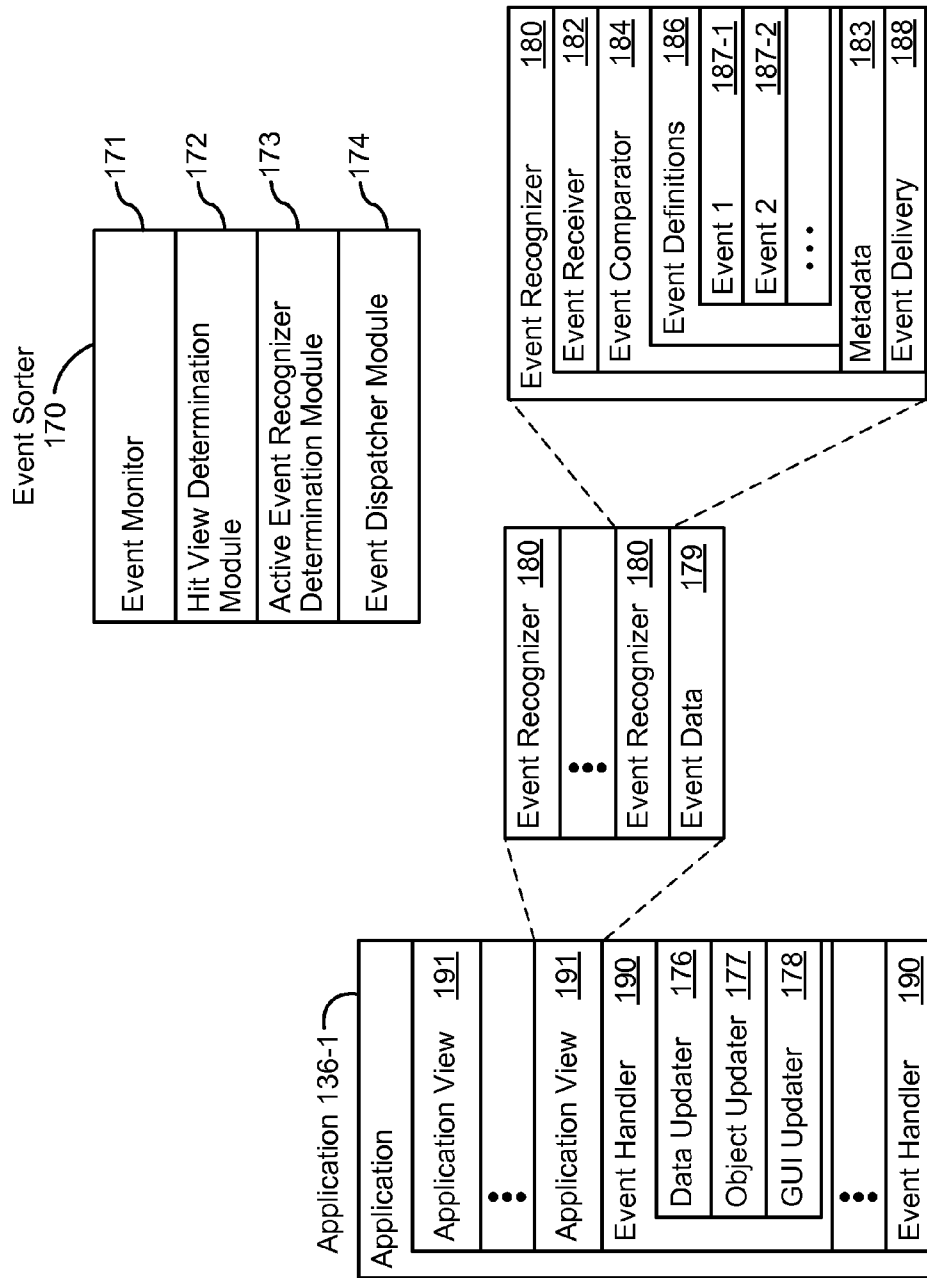 Event Sorter
170
Event Monitor
171
Hit View Determination
Module
172
Active Event Recognizer
Determination Module
173
Event Dispatcher Module
174
Application 136-1
Application
Application View 191
•••
Application View 191
Event Handler 190
Data Updater 176
Object Updater 177
GUI Updater 178
•••
Event Handler 190
Event Recognizer 180
•••
Event Recognizer 180
Event Data 179
Event Recognizer 180
Event Receiver 182
Event Comparator 184
Event Definitions 186
Event 1 187-1
Event 2 187-2
•••
Metadata 183
Event Delivery 188